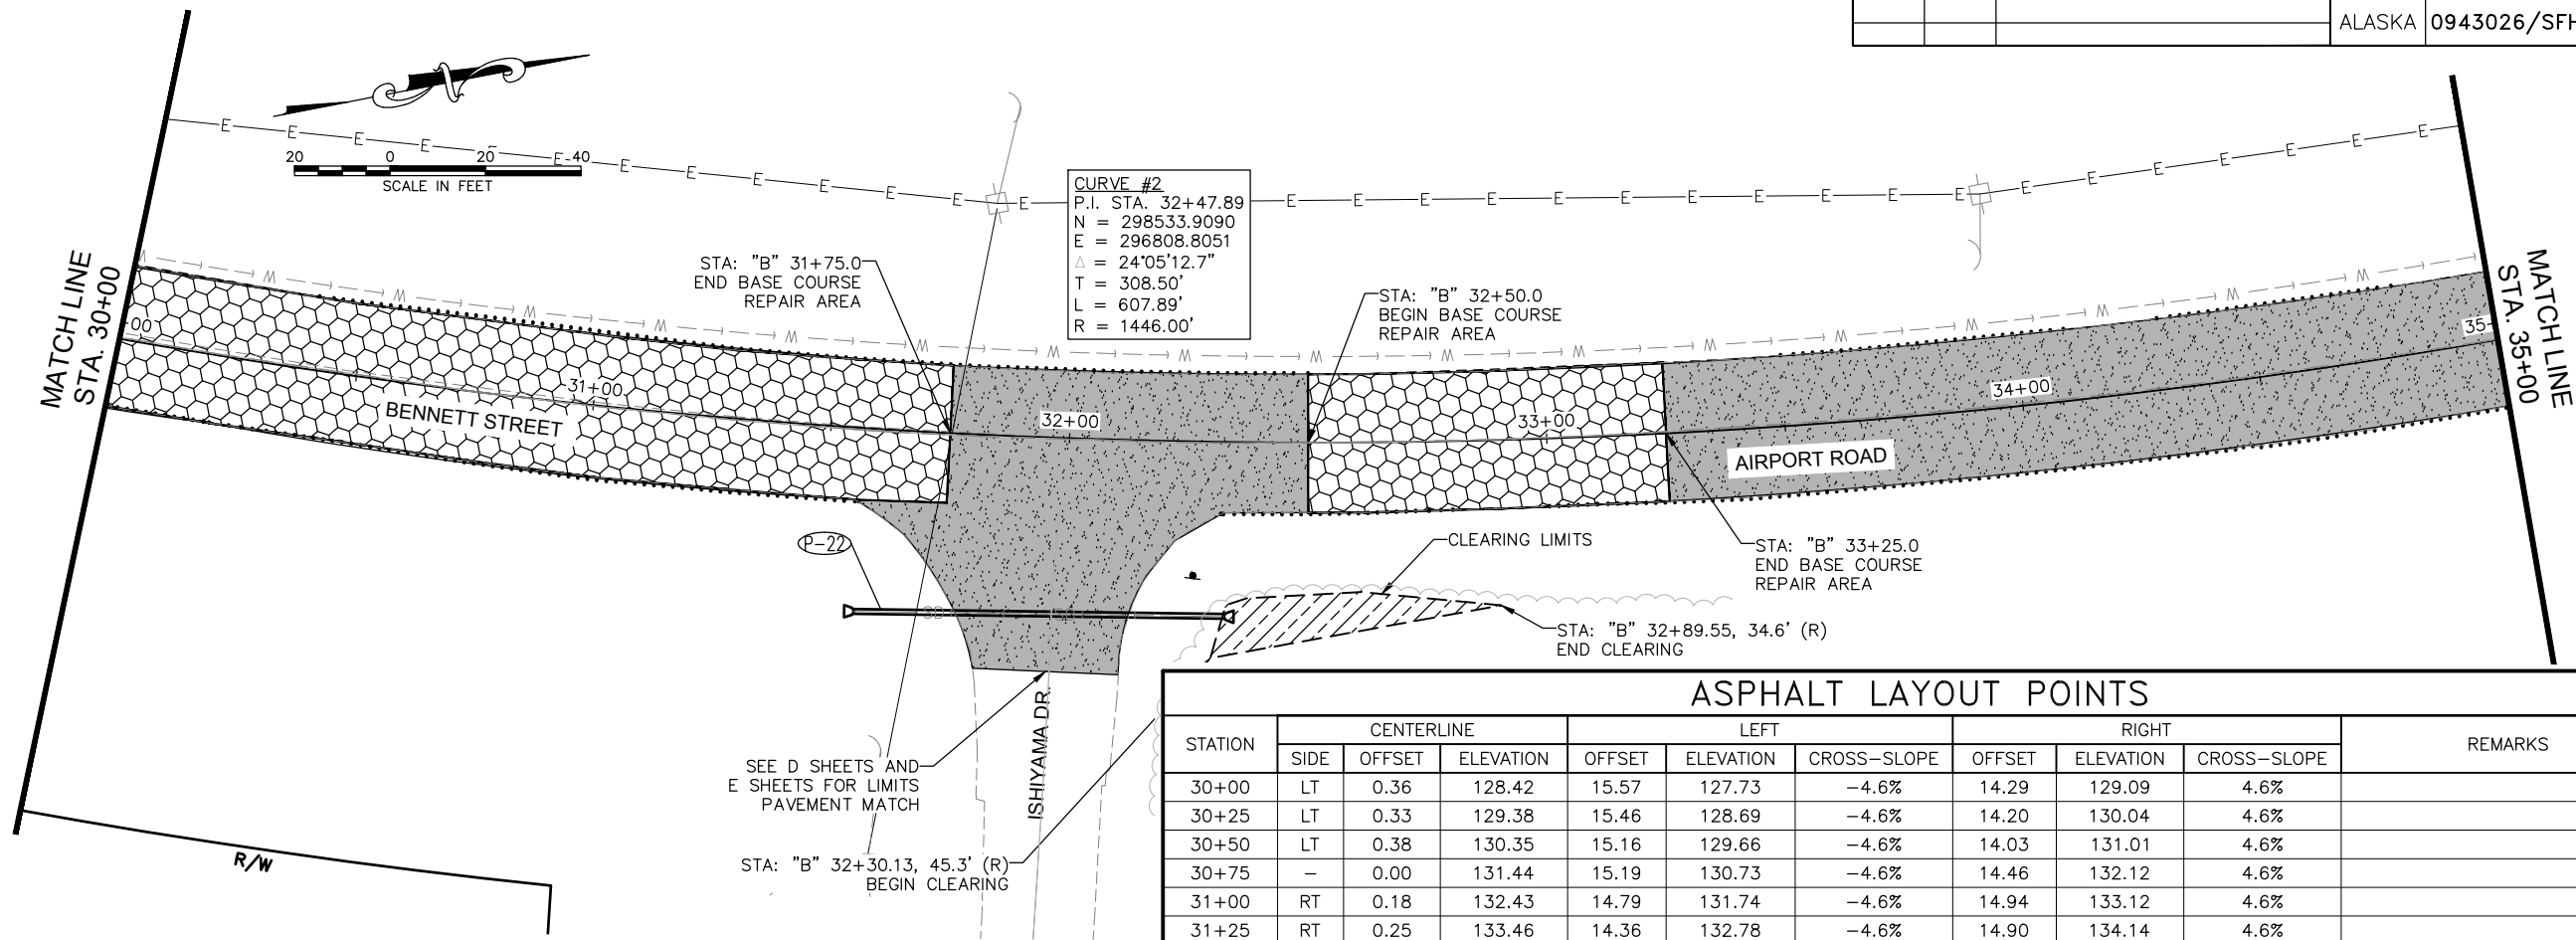 ALASKA 0943026/SFH
20 0 20 40
SCALE IN FEET
E E E E E E E E E E E E E E E E E E E E E E E E E E E E E E E E
CURVE #2
P.I. STA. 32+47.89
N = 298533.9090
E = 296808.8051
Δ = 24°05'12.7"
T = 308.50'
L = 607.89'
R = 1446.00'
MATCH LINE
STA. 30+00
STA: "B" 31+75.0
END BASE COURSE
REPAIR AREA
STA: "B" 32+50.0
BEGIN BASE COURSE
REPAIR AREA
MATCH LINE
STA. 35+00
W W W W W W W W W W W W W W W W W W
00
31+00
32+00
33+00
34+00
35
BENNETT STREET
AIRPORT ROAD
P-22
CLEARING LIMITS
STA: "B" 33+25.0
END BASE COURSE
REPAIR AREA
SD
STA: "B" 32+89.55, 34.6' (R)
END CLEARING
SEE D SHEETS AND
E SHEETS FOR LIMITS
PAVEMENT MATCH
ISHIYAMA DR.
STA: "B" 32+30.13, 45.3' (R)
BEGIN CLEARING
R/W
ASPHALT LAYOUT POINTS
STATION CENTERLINE LEFT RIGHT REMARKS
SIDE OFFSET ELEVATION OFFSET ELEVATION CROSS-SLOPE OFFSET ELEVATION CROSS-SLOPE
30+00 LT 0.36 128.42 15.57 127.73 -4.6% 14.29 129.09 4.6%
30+25 LT 0.33 129.38 15.46 128.69 -4.6% 14.20 130.04 4.6%
30+50 LT 0.38 130.35 15.16 129.66 -4.6% 14.03 131.01 4.6%
30+75 - 0.00 131.44 15.19 130.73 -4.6% 14.46 132.12 4.6%
31+00 RT 0.18 132.43 14.79 131.74 -4.6% 14.94 133.12 4.6%
31+25 RT 0.25 133.46 14.36 132.78 -4.6% 14.90 134.14 4.6%